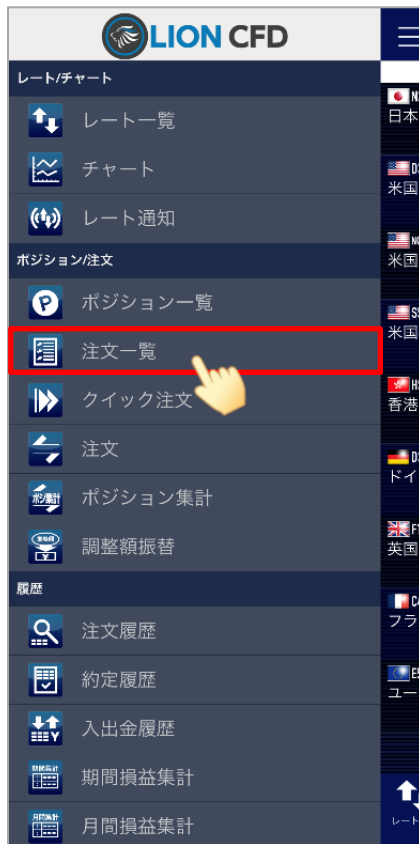 LION CFD
レート/チャート
レート一覧
チャート
レート通知
ポジション/注文
ポジション一覧
注文一覧
クイック注文
注文
ポジション集計
調整額振替
履歴
注文履歴
約定履歴
入出金履歴
期間損益集計
月間損益集計
日本
米国
米国
米国
香港
ドイ
英国
フラ
ユー
レート